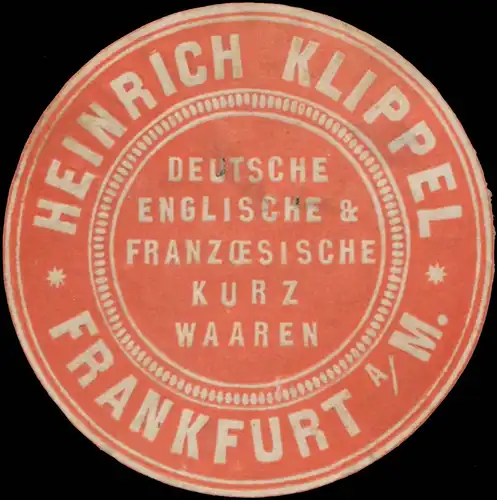 HEINRICH KLIPPEL
DEUTSCHE
ENGLISCHE &
FRANZŒSISCHE
KURZ
WAAREN
* FRANKFURT A/M. *